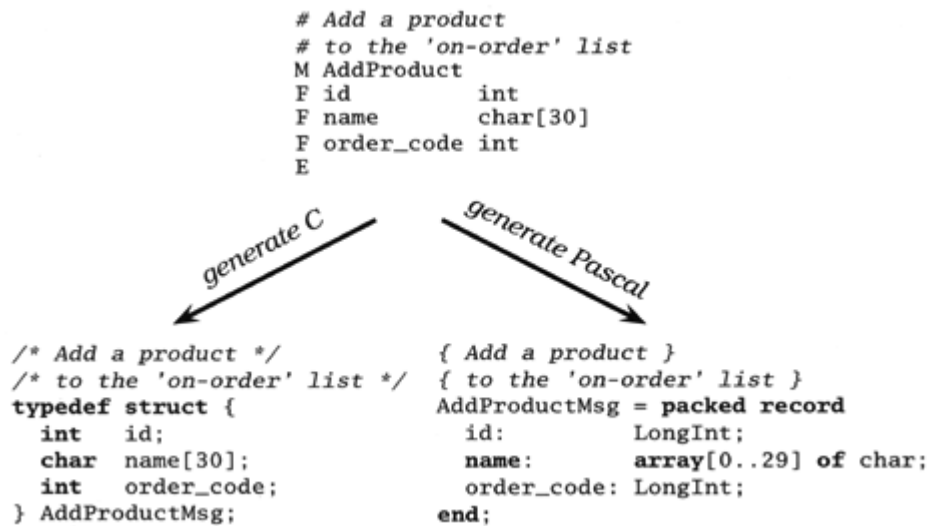 # Add a product
# to the 'on-order' list
M AddProduct
F id           int
F name         char[30]
F order_code int
E
generate C
generate Pascal
/* Add a product */
/* to the 'on-order' list */
typedef struct {
  int   id;
  char  name[30];
  int   order_code;
} AddProductMsg;
{ Add a product }
{ to the 'on-order' list }
AddProductMsg = packed record
  id:         LongInt;
  name:       array[0..29] of char;
  order_code: LongInt;
end;